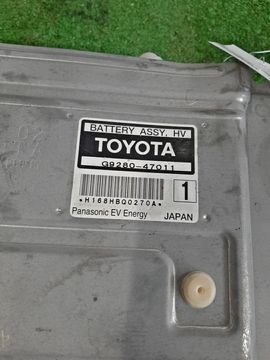 BATTERY ASSY, HV
TOYOTA
G9280-47011
*H168HBQ0270A*
1
Panasonic EV Energy
JAPAN